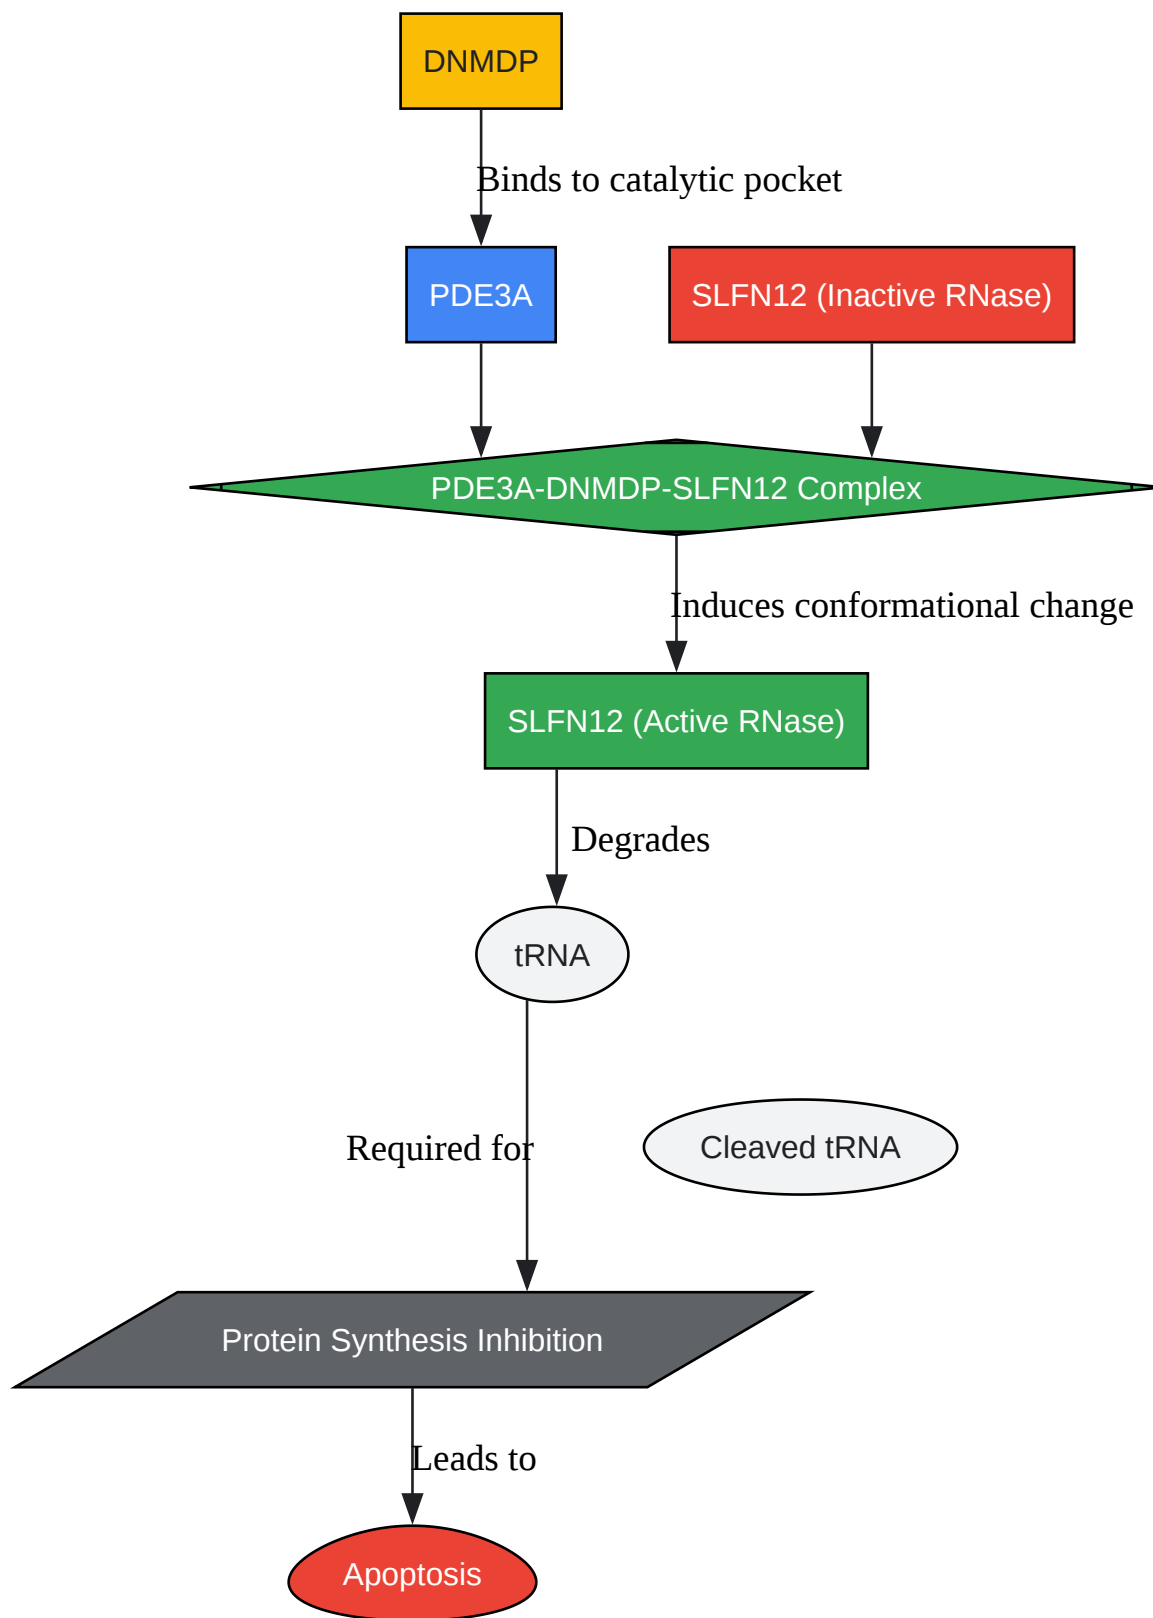 DNMDP
Binds to catalytic pocket
PDE3A
SLFN12 (Inactive RNase)
PDE3A-DNMDP-SLFN12 Complex
Induces conformational change
SLFN12 (Active RNase)
Degrades
tRNA
Required for
Cleaved tRNA
Protein Synthesis Inhibition
Leads to
Apoptosis